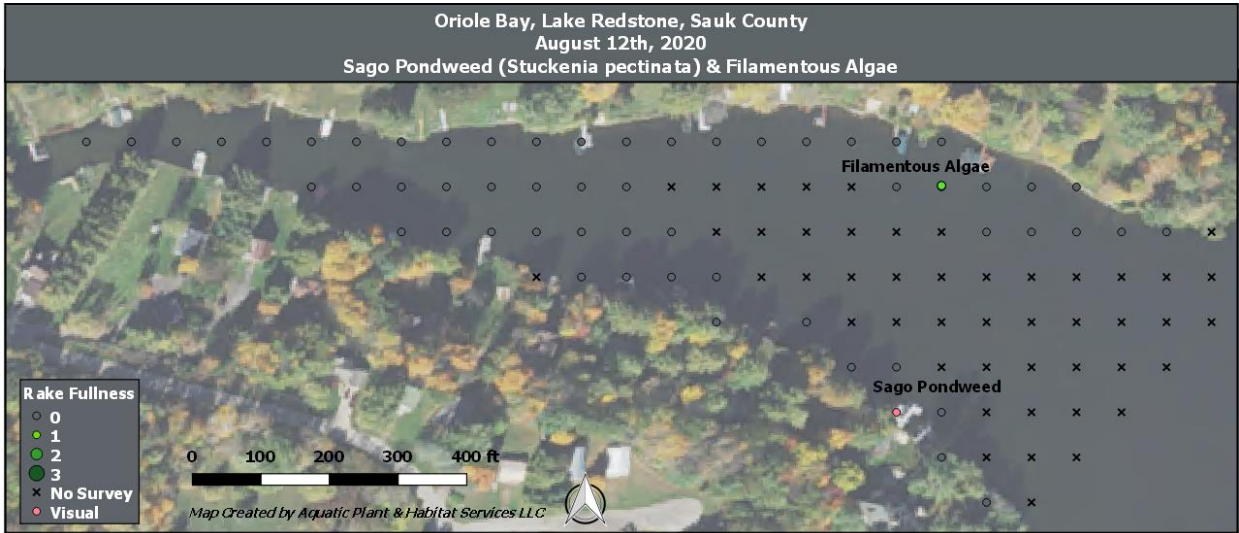 Oriole Bay, Lake Redstone, Sauk County
August 12th, 2020
Sago Pondweed (Stuckenia pectinata) & Filamentous Algae
Filamentous Algae
Sago Pondweed
Rake Fullness
0
1
2
3
No Survey
Visual
0 100 200 300 400 ft
Map Created by Aquatic Plant & Habitat Services LLC